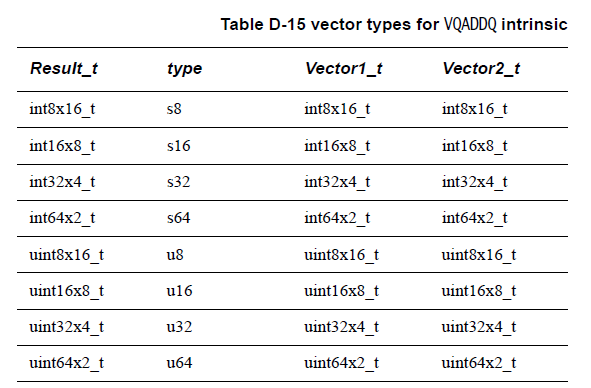 Table D-15 vector types for VQADDQ intrinsic
Result_t type Vector1_t Vector2_t
int8x16_t s8 int8x16_t int8x16_t
int16x8_t s16 int16x8_t int16x8_t
int32x4_t s32 int32x4_t int32x4_t
int64x2_t s64 int64x2_t int64x2_t
uint8x16_t u8 uint8x16_t uint8x16_t
uint16x8_t u16 uint16x8_t uint16x8_t
uint32x4_t u32 uint32x4_t uint32x4_t
uint64x2_t u64 uint64x2_t uint64x2_t